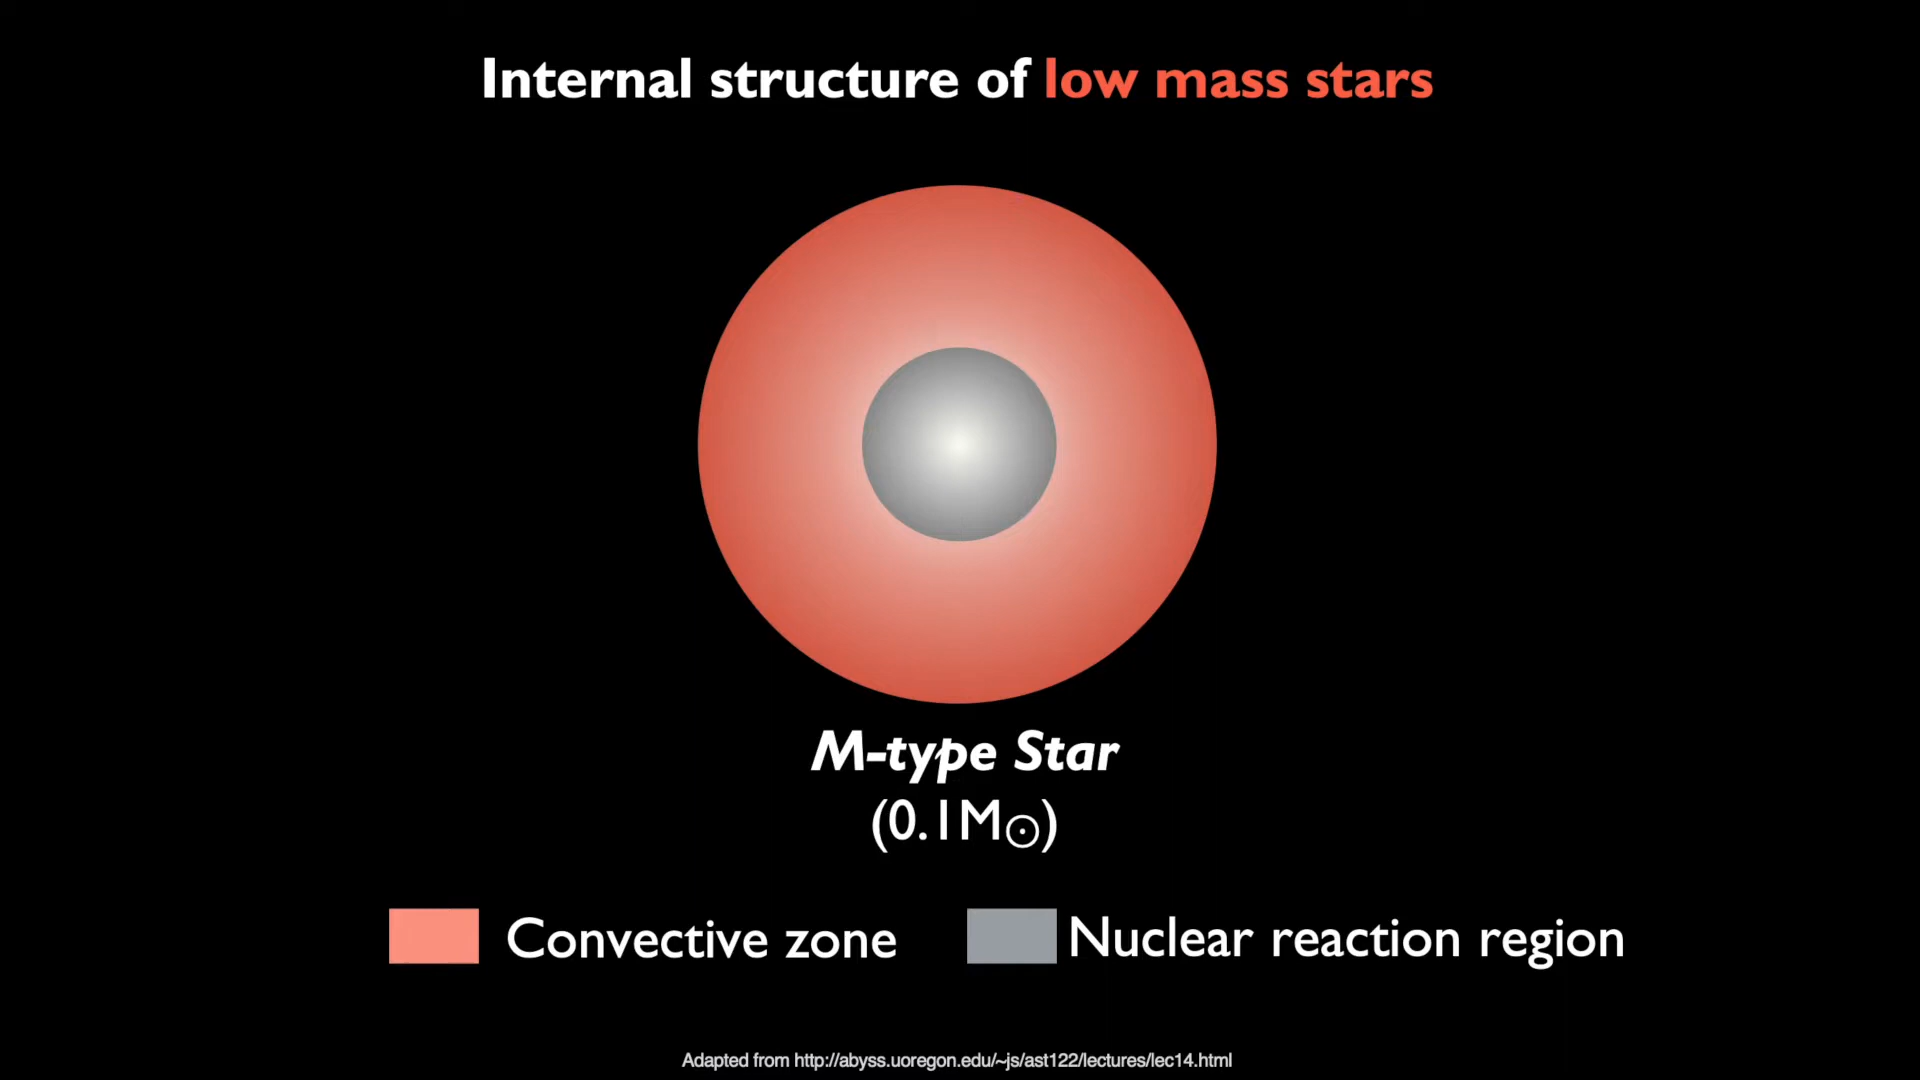 Internal structure of low mass stars
M-type Star
(0.1M☉)
Convective zone
Nuclear reaction region
Adapted from http://abyss.uoregon.edu/~js/ast122/lectures/lec14.html